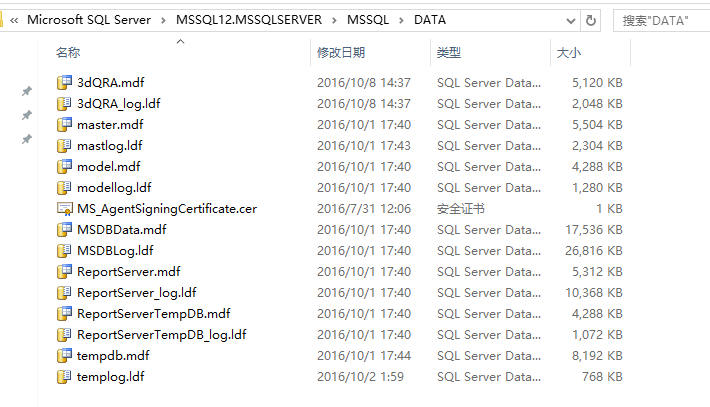 « Microsoft SQL Server > MSSQL12.MSSQLSERVER > MSSQL > DATA 搜索"DATA"
名称 修改日期 类型 大小
3dQRA.mdf 2016/10/8 14:37 SQL Server Data... 5,120 KB
3dQRA_log.ldf 2016/10/8 14:37 SQL Server Data... 2,048 KB
master.mdf 2016/10/1 17:40 SQL Server Data... 5,504 KB
mastlog.ldf 2016/10/1 17:43 SQL Server Data... 2,304 KB
model.mdf 2016/10/1 17:40 SQL Server Data... 4,288 KB
modellog.ldf 2016/10/1 17:40 SQL Server Data... 1,280 KB
MS_AgentSigningCertificate.cer 2016/7/31 12:06 安全证书 1 KB
MSDBData.mdf 2016/10/1 17:40 SQL Server Data... 17,536 KB
MSDBLog.ldf 2016/10/1 17:40 SQL Server Data... 26,816 KB
ReportServer.mdf 2016/10/1 17:40 SQL Server Data... 5,312 KB
ReportServer_log.ldf 2016/10/1 17:40 SQL Server Data... 10,368 KB
ReportServerTempDB.mdf 2016/10/1 17:40 SQL Server Data... 4,288 KB
ReportServerTempDB_log.ldf 2016/10/1 17:40 SQL Server Data... 1,072 KB
tempdb.mdf 2016/10/1 17:44 SQL Server Data... 8,192 KB
templog.ldf 2016/10/2 1:59 SQL Server Data... 768 KB